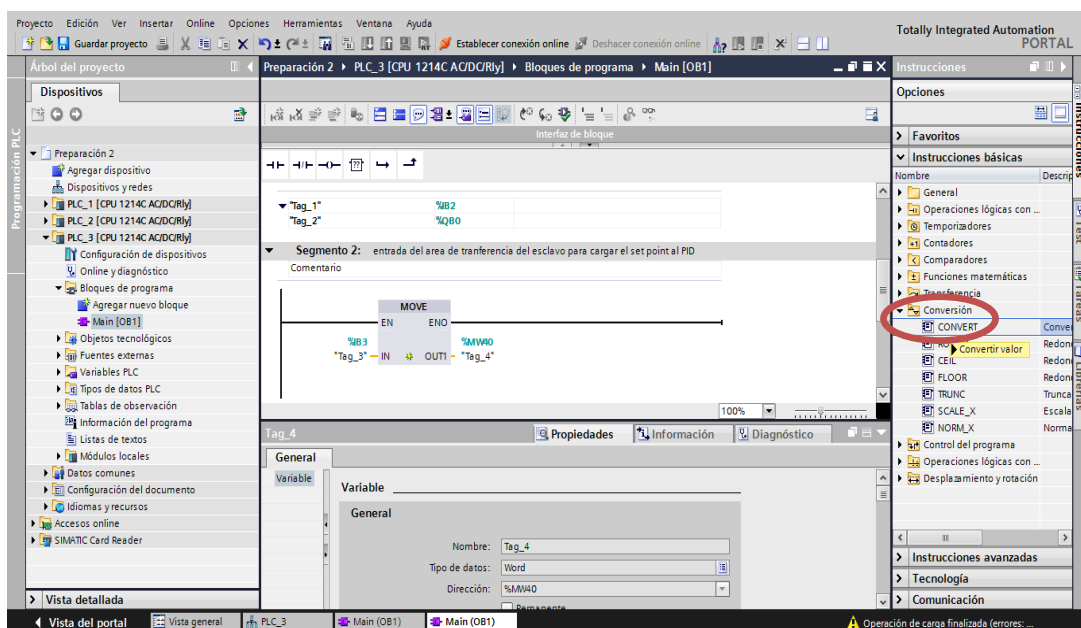 Proyecto Edición Ver Insertar Online Opciones Herramientas Ventana Ayuda
Totally Integrated Automation
PORTAL
Guardar proyecto
Establecer conexión online
Deshacer conexión online
Árbol del proyecto
Preparación 2 PLC_3 [CPU 1214C AC/DC/Rly] Bloques de programa Main [OB1]
Instrucciones
Dispositivos
Opciones
Programación PLC
Interfaz de bloque
Preparación 2
Agregar dispositivo
Dispositivos y redes
PLC_1 [CPU 1214C AC/DC/Rly]
PLC_2 [CPU 1214C AC/DC/Rly]
PLC_3 [CPU 1214C AC/DC/Rly]
Configuración de dispositivos
Online y diagnóstico
Bloques de programa
Agregar nuevo bloque
Main [OB1]
Objetos tecnológicos
Fuentes externas
Variables PLC
Tipos de datos PLC
Tablas de observación
Información del programa
Listas de textos
Módulos locales
Datos comunes
Configuración del documento
Idiomas y recursos
Accesos online
SIMATIC Card Reader
Vista detallada
"Tag_1" %IB2
"Tag_2" %QB0
Segmento 2: entrada del area de tranferencia del esclavo para cargar el set point al PID
Comentario
MOVE
EN ENO
%IB3 %MW40
"Tag_3" IN OUT1 "Tag_4"
100%
Tag_4
Propiedades
Información
Diagnóstico
General
Variable
Variable
General
Nombre: Tag_4
Tipo de datos: Word
Dirección: %MW40
Remanente
Favoritos
Instrucciones básicas
Nombre Descrip
General
Operaciones lógicas con ...
Temporizadores
Contadores
Comparadores
Funciones matemáticas
Transferencia
Conversión
CONVERT Conver
Redon
Convertir valor
CEIL Redon
FLOOR Redon
TRUNC Trunca
SCALE_X Escala
NORM_X Norma
Control del programa
Operaciones lógicas con ...
Desplazamiento y rotación
Instrucciones avanzadas
Tecnología
Comunicación
Instrucciones
Test
Tareas
Librerías
Vista del portal
Vista general
PLC_3
Main (OB1)
Main (OB1)
Operación de carga finalizada (errores: ...